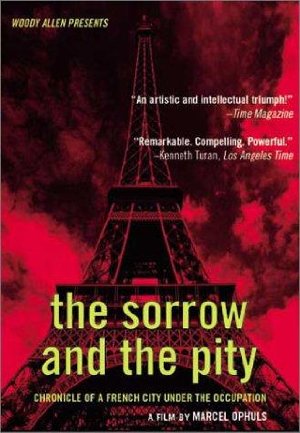 WOODY ALLEN PRESENTS
"An artistic and intellectual triumph!"
–Time Magazine
"Remarkable. Compelling. Powerful."
–Kenneth Turan, Los Angeles Time
the sorrow
and the pity
CHRONICLE OF A FRENCH CITY UNDER THE OCCUPATION
A FILM BY MARCEL OPHULS